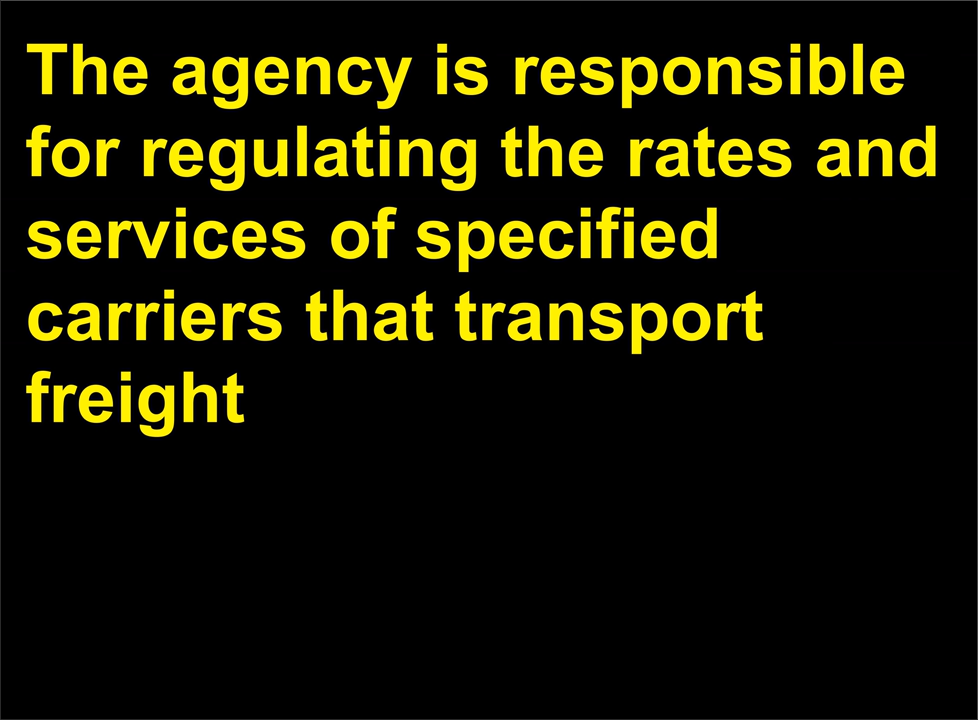 The agency is responsible
for regulating the rates and
services of specified
carriers that transport
freight